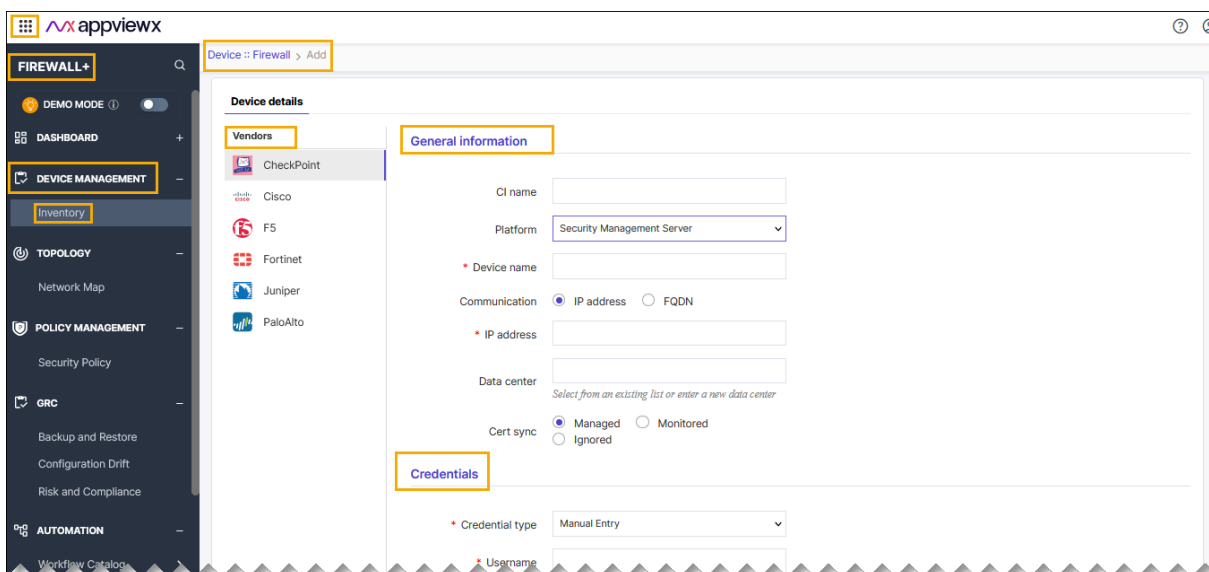 appviewx
FIREWALL+
DEMO MODE
DASHBOARD +
DEVICE MANAGEMENT –
Inventory
TOPOLOGY –
Network Map
POLICY MANAGEMENT –
Security Policy
GRC –
Backup and Restore
Configuration Drift
Risk and Compliance
AUTOMATION –
Workflow Catalog
Device :: Firewall > Add
Device details
Vendors
CheckPoint
Cisco
F5
Fortinet
Juniper
PaloAlto
General information
CI name
Platform Security Management Server
* Device name
Communication IP address FQDN
* IP address
Data center
Select from an existing list or enter a new data center
Cert sync Managed Monitored
Ignored
Credentials
* Credential type Manual Entry
* Username